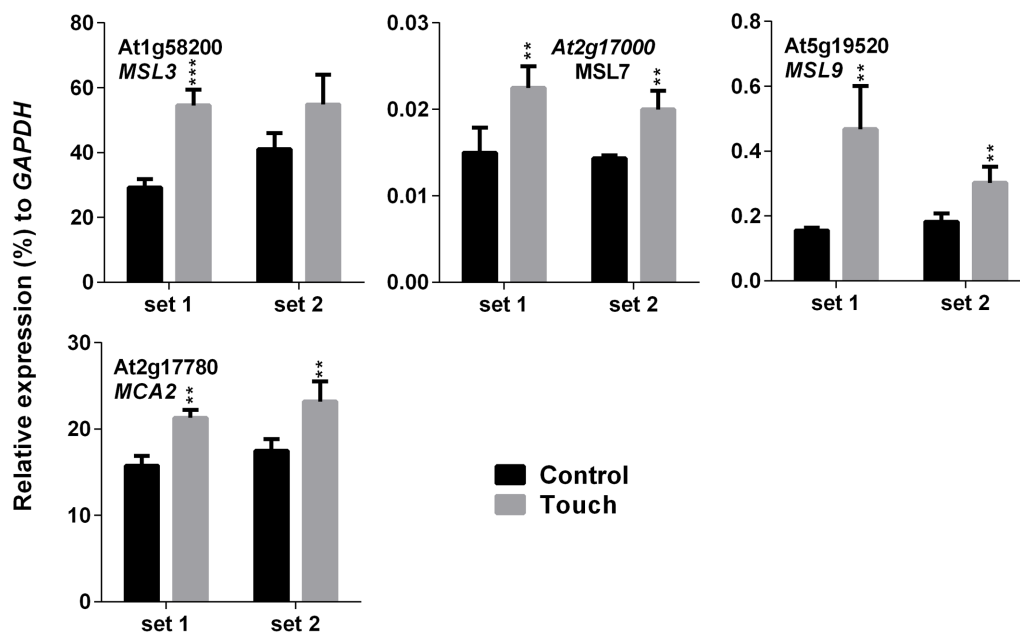 Relative expression (%) to GAPDH
80
60
40
20
0
At1g58200
MSL3
***
set 1
set 2
0.03
0.02
0.01
0.00
At2g17000
MSL7
**
**
set 1
set 2
0.8
0.6
0.4
0.2
0.0
At5g19520
MSL9
**
**
set 1
set 2
30
20
10
0
At2g17780
MCA2
**
**
set 1
set 2
Control
Touch